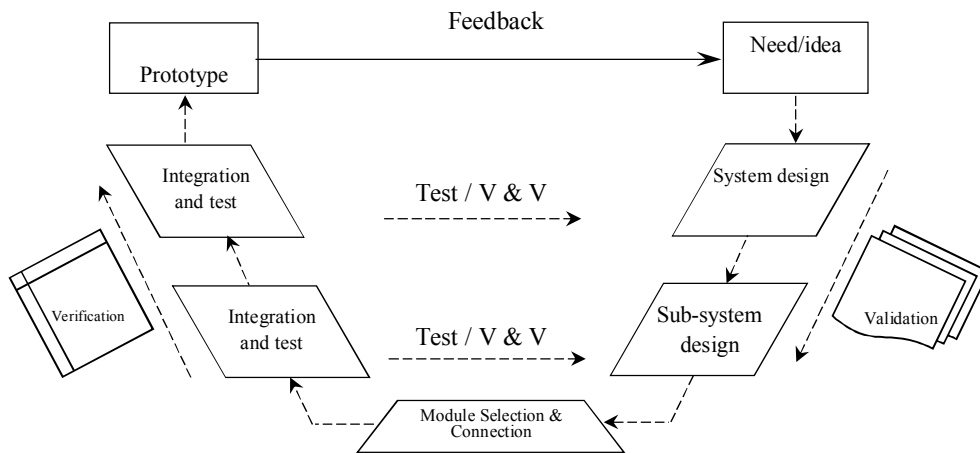 Feedback
Prototype
Need/idea
Integration
and test
Test / V & V
System design
Verification
Integration
and test
Test / V & V
Sub-system
design
Validation
Module Selection &
Connection